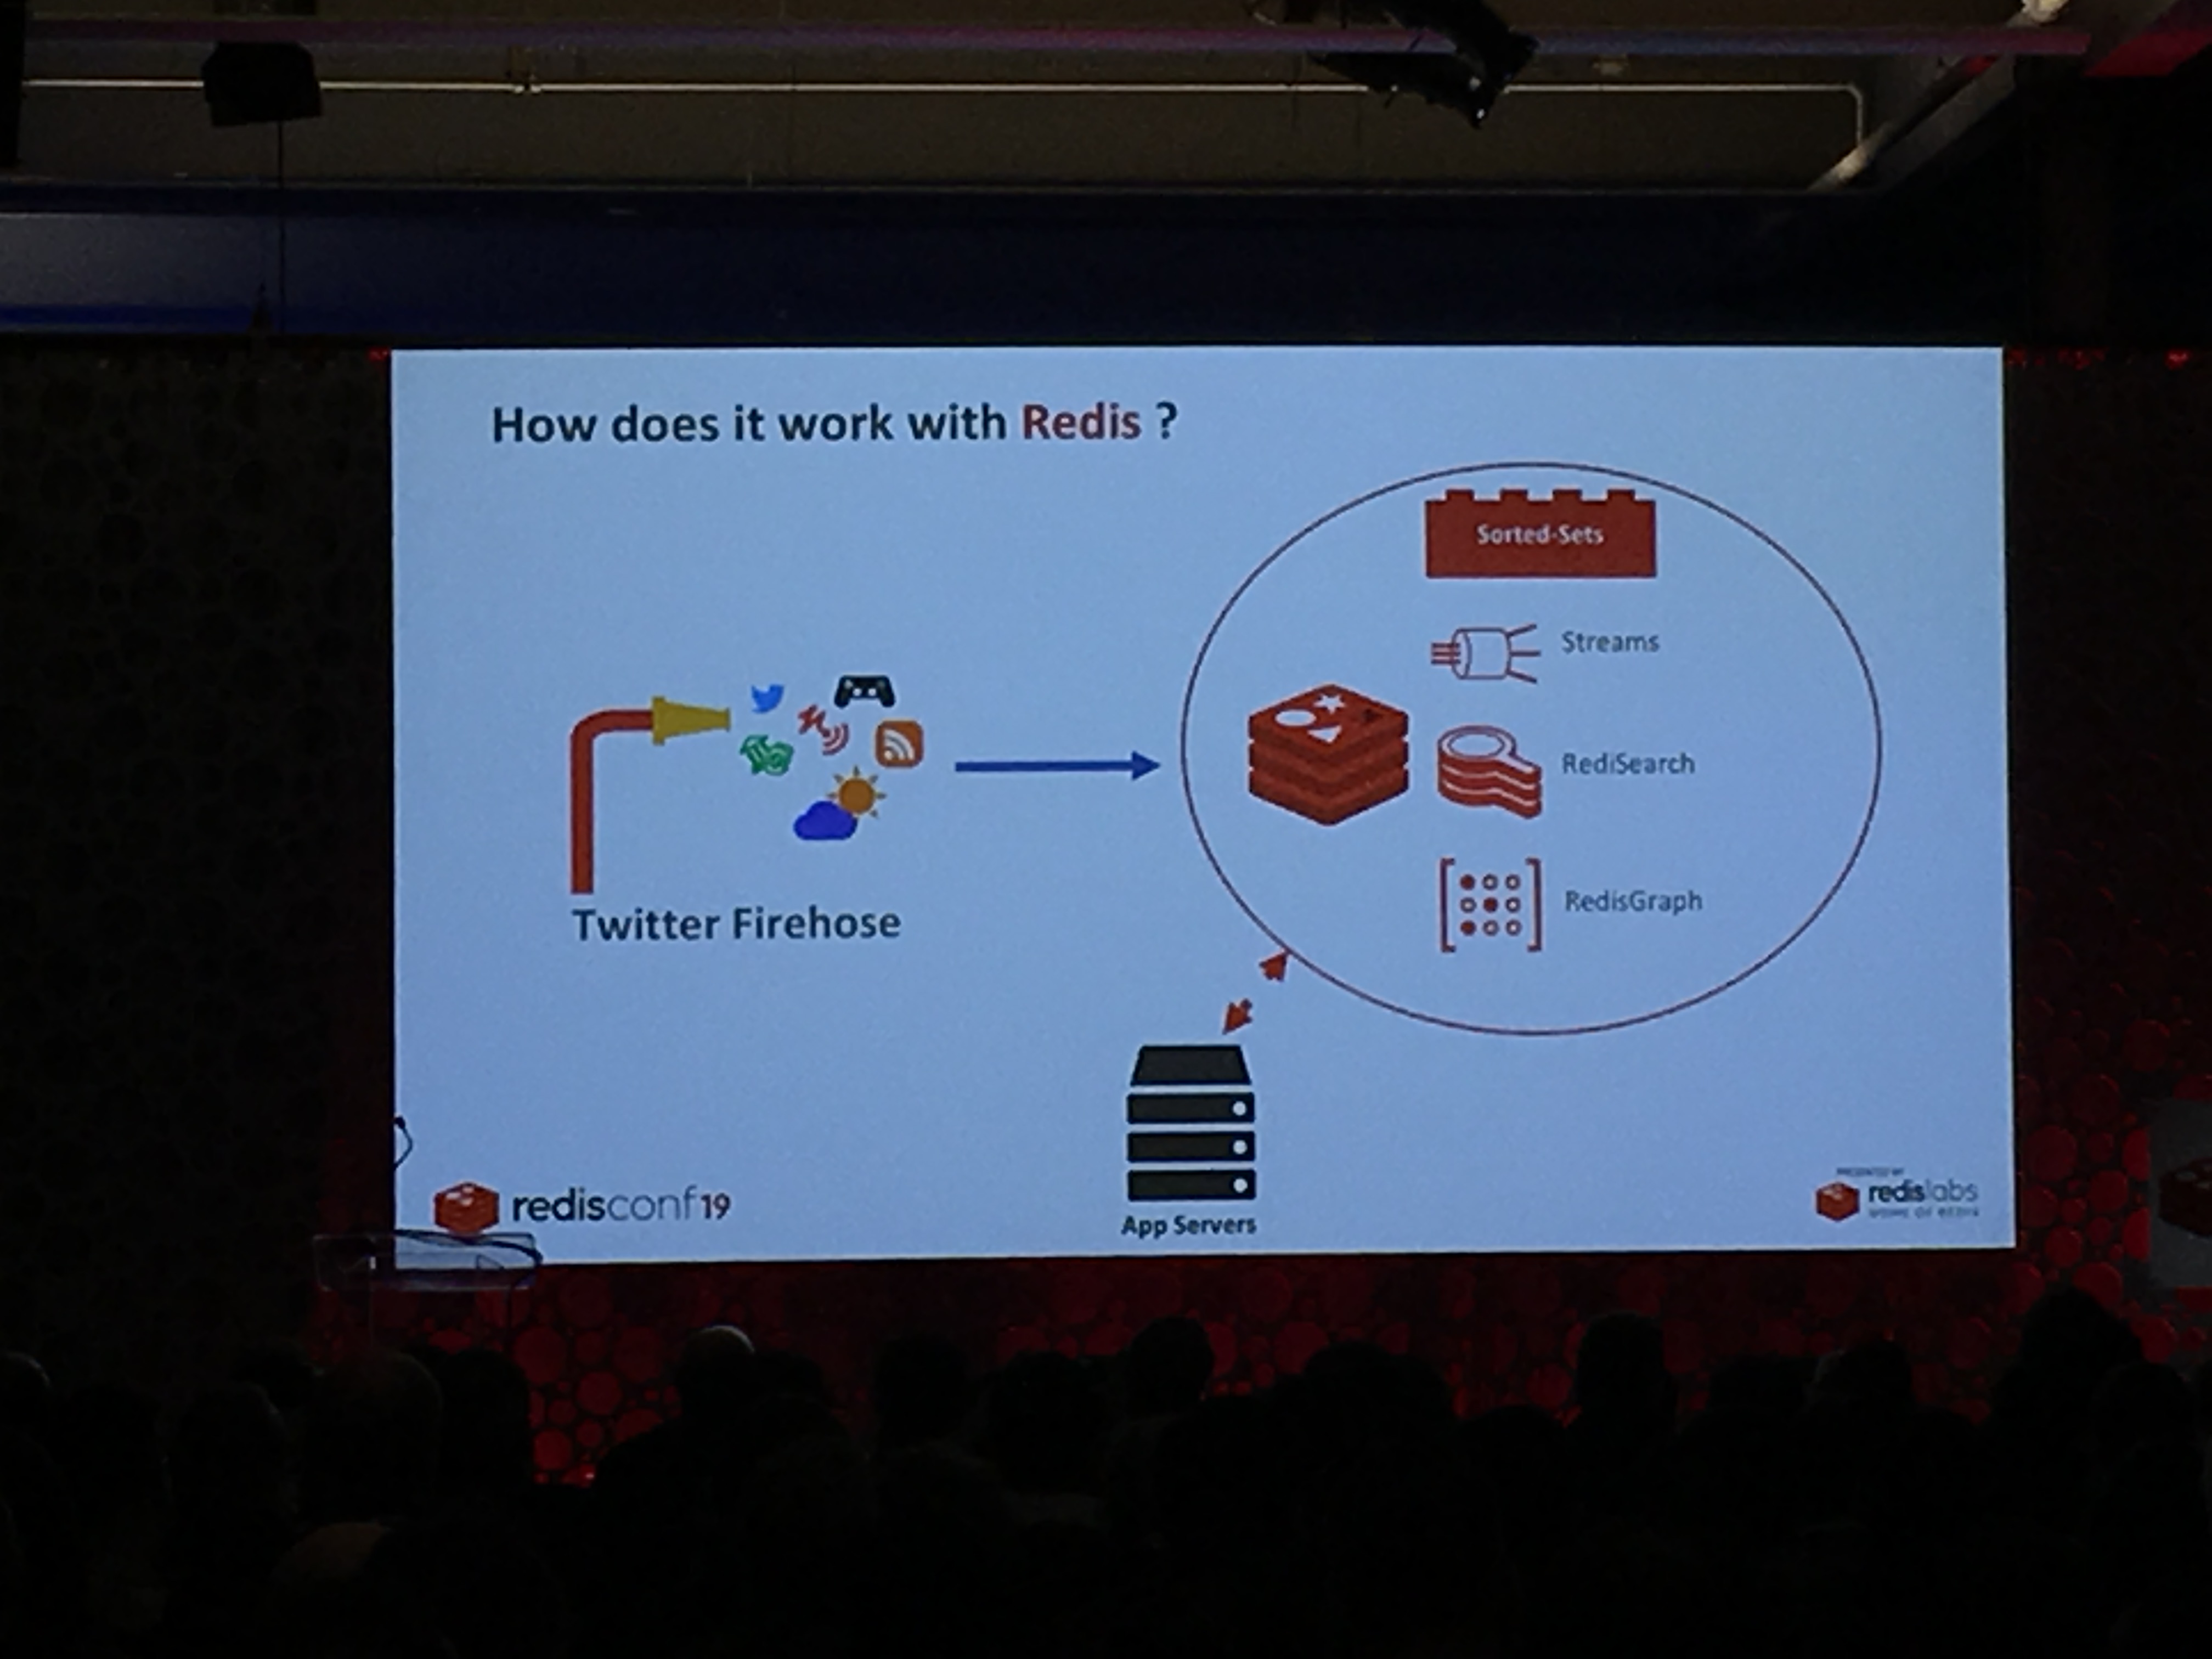 How does it work with Redis ?
Sorted-Sets
Streams
RediSearch
RedisGraph
Twitter Firehose
App Servers
redisconf19
PRESENTED BY
redislabs
HOME OF REDIS